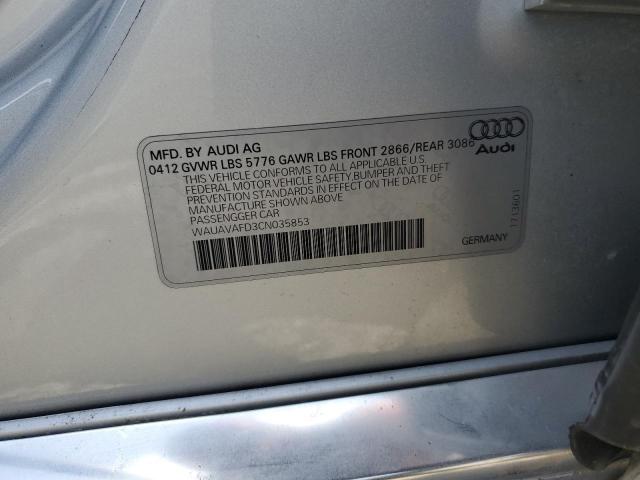 MFD. BY AUDI AG
0412 GVWR LBS 5776 GAWR LBS FRONT 2866/REAR 3086
Audi
THIS VEHICLE CONFORMS TO ALL APPLICABLE U.S.
FEDERAL MOTOR VEHICLE SAFETY,BUMPER AND THEFT
PREVENTION STANDARDS IN EFFECT ON THE DATE OF
MANUFACTURE SHOWN ABOVE
PASSENGGER CAR
WAUAVAFD3CN035853
GERMANY
1713601